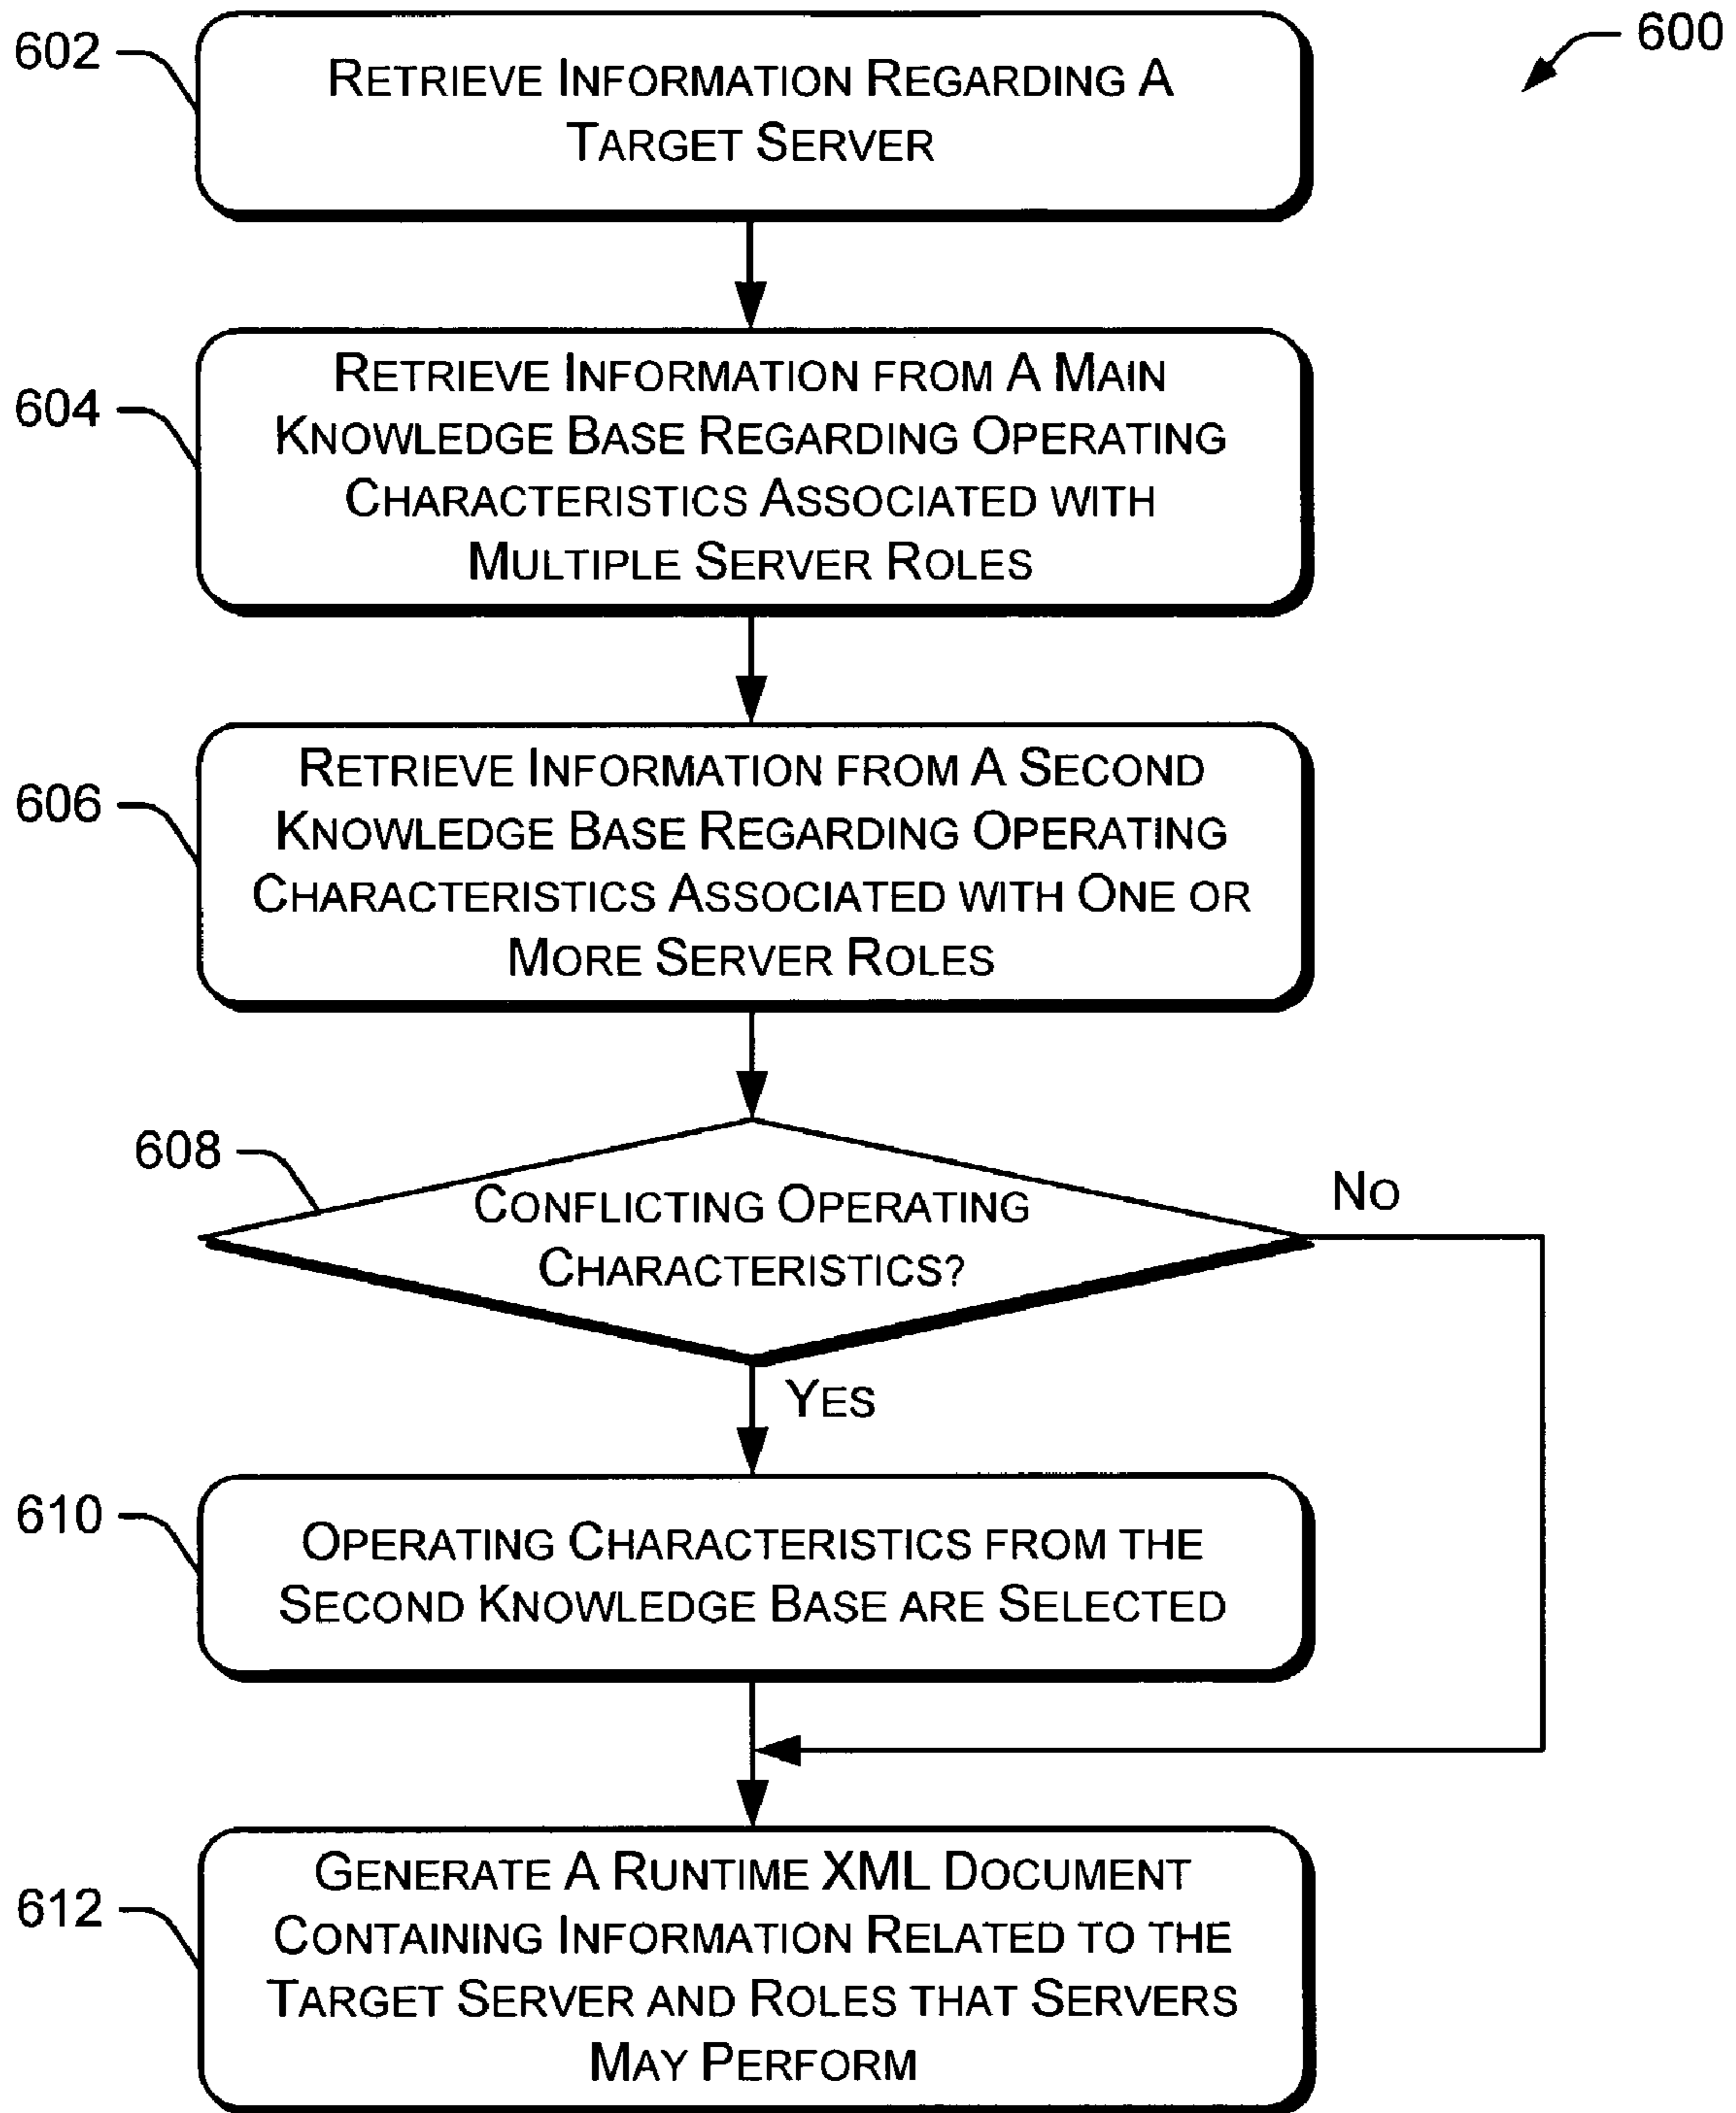 600
602
RETRIEVE INFORMATION REGARDING A
TARGET SERVER
604
RETRIEVE INFORMATION FROM A MAIN
KNOWLEDGE BASE REGARDING OPERATING
CHARACTERISTICS ASSOCIATED WITH
MULTIPLE SERVER ROLES
606
RETRIEVE INFORMATION FROM A SECOND
KNOWLEDGE BASE REGARDING OPERATING
CHARACTERISTICS ASSOCIATED WITH ONE OR
MORE SERVER ROLES
608
CONFLICTING OPERATING
CHARACTERISTICS?
NO
YES
610
OPERATING CHARACTERISTICS FROM THE
SECOND KNOWLEDGE BASE ARE SELECTED
612
GENERATE A RUNTIME XML DOCUMENT
CONTAINING INFORMATION RELATED TO THE
TARGET SERVER AND ROLES THAT SERVERS
MAY PERFORM